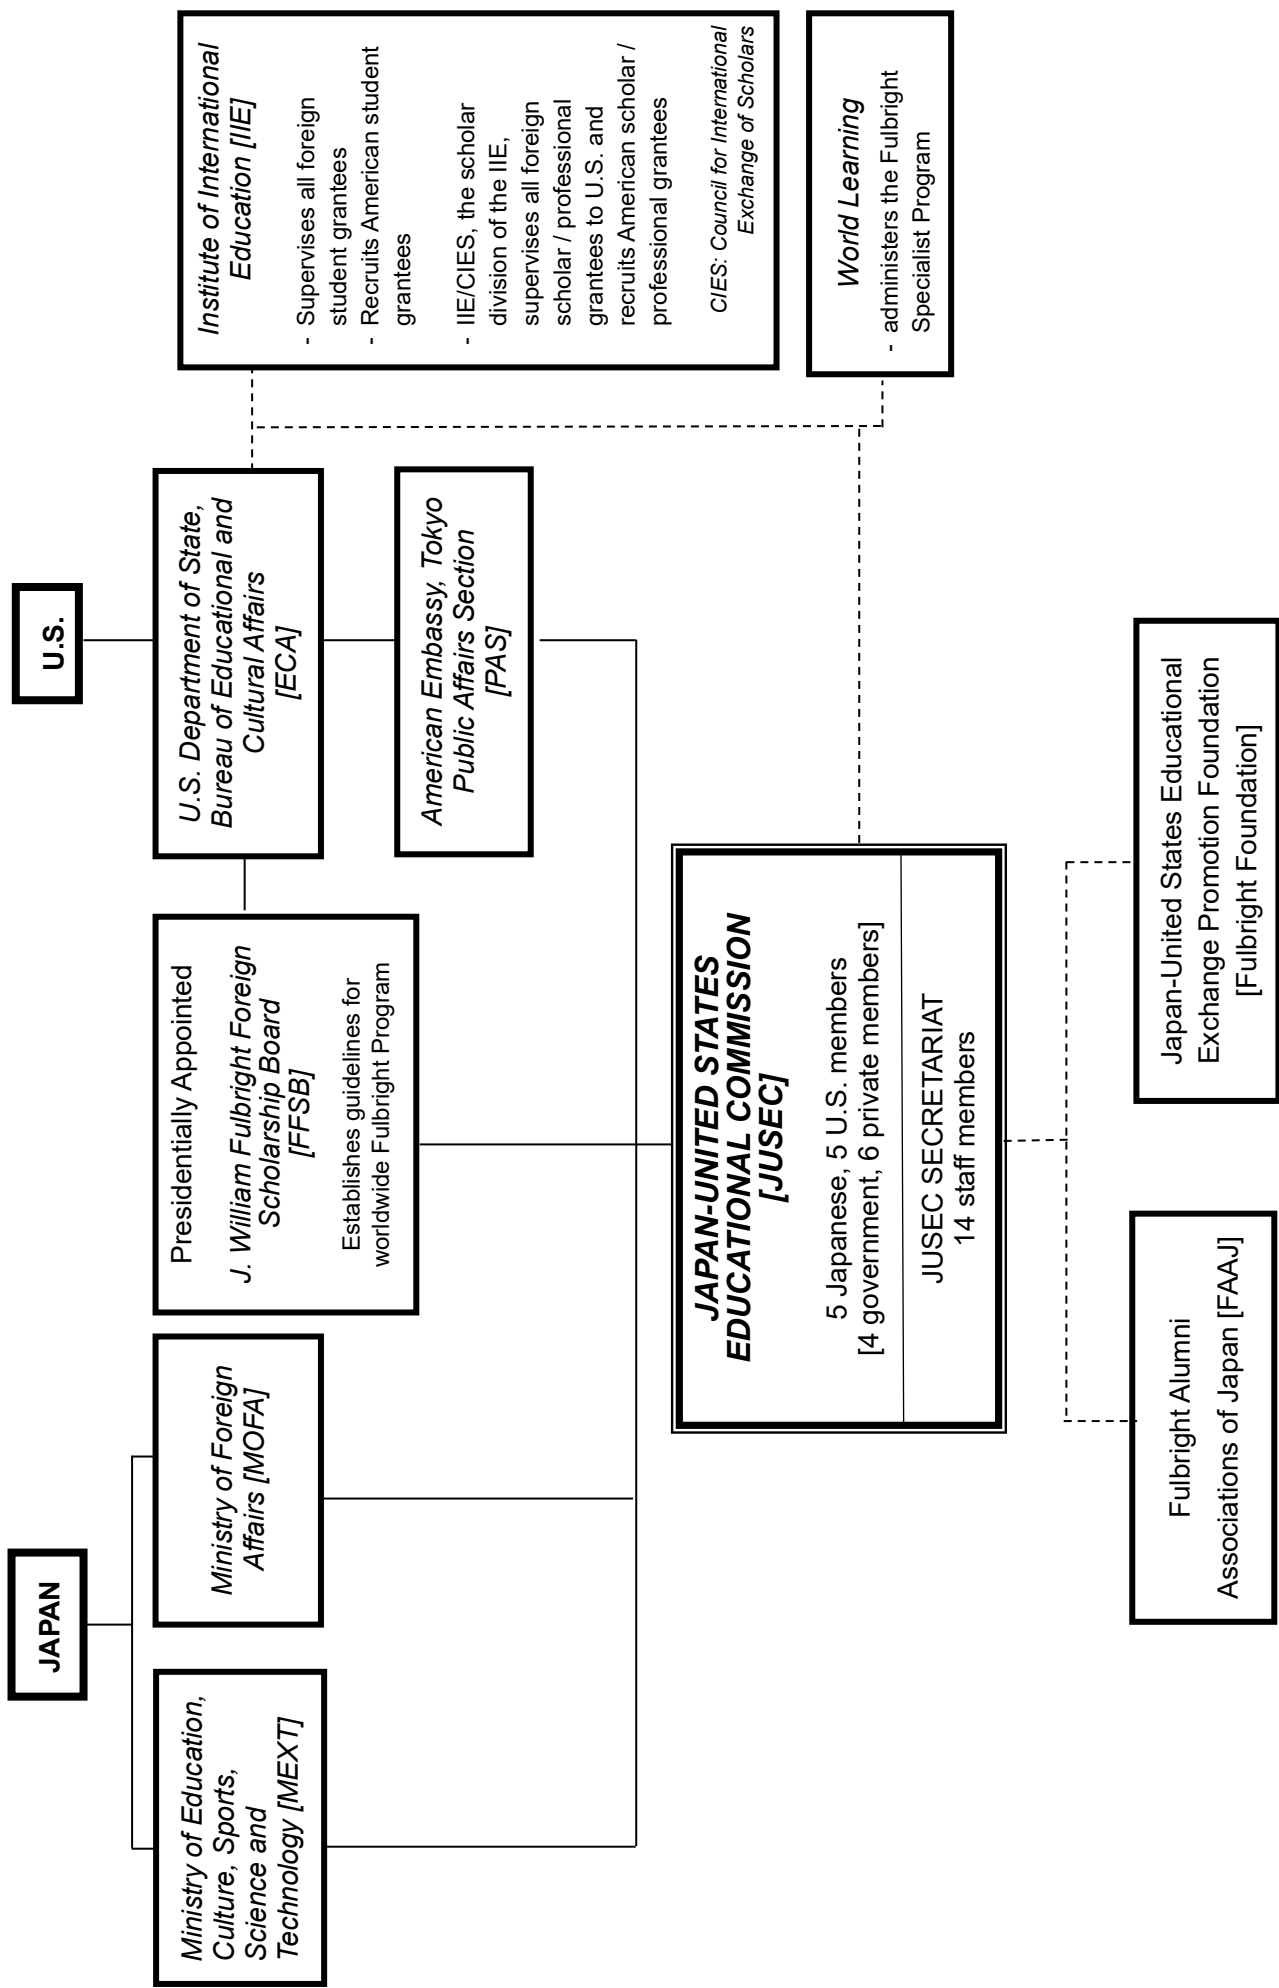 JAPAN
U.S.
Ministry of Education,
Culture, Sports,
Science and
Technology [MEXT]
Ministry of Foreign
Affairs [MOFA]
Presidentially Appointed
J. William Fulbright Foreign
Scholarship Board
[FFSB]
Establishes guidelines for
worldwide Fulbright Program
U.S. Department of State,
Bureau of Educational and
Cultural Affairs
[ECA]
American Embassy, Tokyo
Public Affairs Section
[PAS]
Institute of International
Education [IIE]
- Supervises all foreign
student grantees
- Recruits American student
grantees
- IIE/CIES, the scholar
division of the IIE,
supervises all foreign
scholar / professional
grantees to U.S. and
recruits American scholar /
professional grantees
CIES: Council for International
Exchange of Scholars
World Learning
- administers the Fulbright
Specialist Program
JAPAN-UNITED STATES
EDUCATIONAL COMMISSION
[JUSEC]
5 Japanese, 5 U.S. members
[4 government, 6 private members]
JUSEC SECRETARIAT
14 staff members
Fulbright Alumni
Associations of Japan [FAAJ]
Japan-United States Educational
Exchange Promotion Foundation
[Fulbright Foundation]